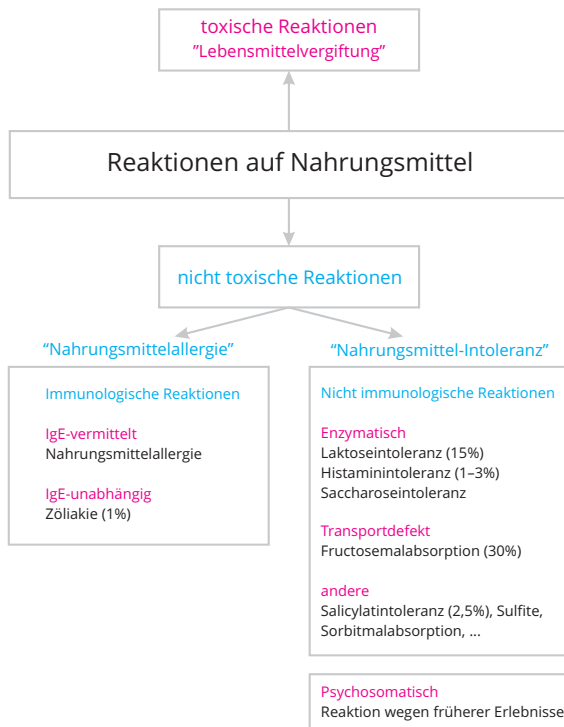 toxische Reaktionen
”Lebensmittelvergiftung”
Reaktionen auf Nahrungsmittel
nicht toxische Reaktionen
“Nahrungsmittelallergie”
Immunologische Reaktionen
IgE-vermittelt
Nahrungsmittelallergie
IgE-unabhängig
Zöliakie (1%)
“Nahrungsmittel-Intoleranz”
Nicht immunologische Reaktionen
Enzymatisch
Laktoseintoleranz (15%)
Histaminintoleranz (1–3%)
Saccharoseintoleranz
Transportdefekt
Fructosemalabsorption (30%)
andere
Salicylatintoleranz (2,5%), Sulfite,
Sorbitmalabsorption, ...
Psychosomatisch
Reaktion wegen früherer Erlebnisse